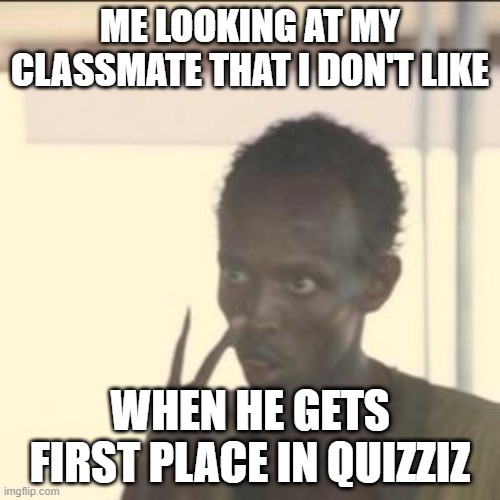 ME LOOKING AT MY
CLASSMATE THAT I DON'T LIKE
WHEN HE GETS
FIRST PLACE IN QUIZZIZ
imgflip.com